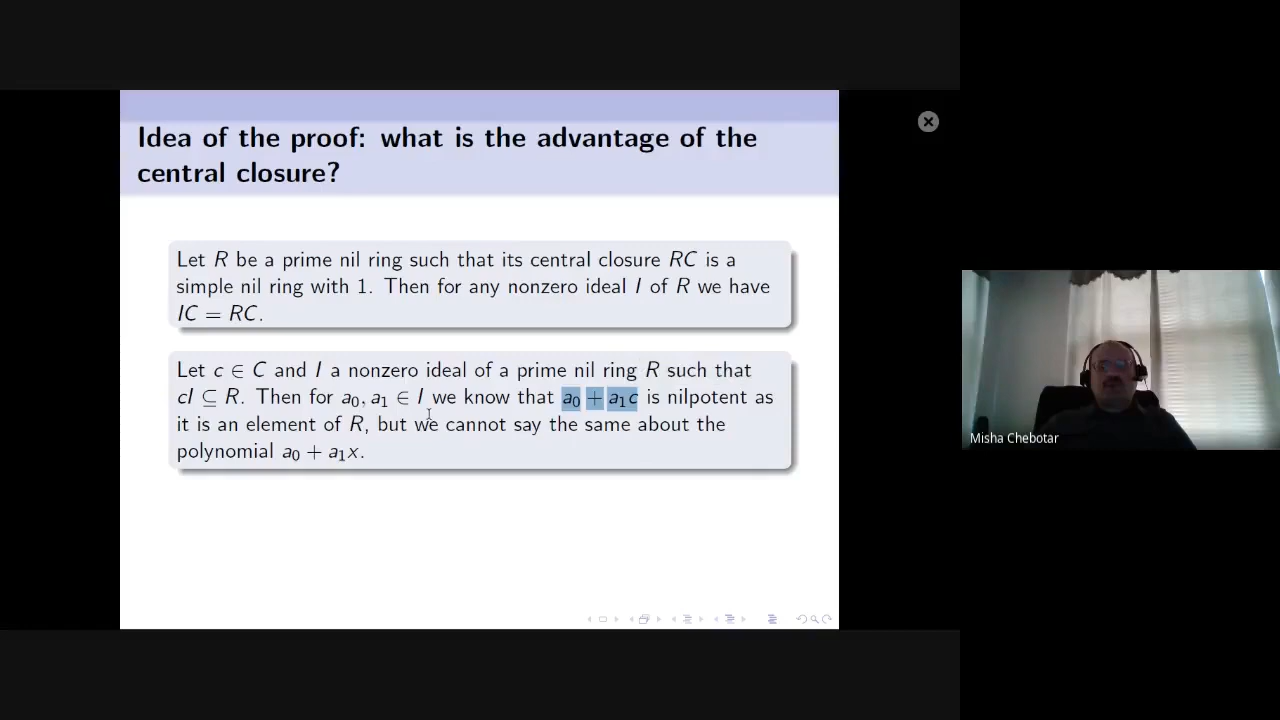 Idea of the proof: what is the advantage of the
central closure?
Let R be a prime nil ring such that its central closure RC is a
simple nil ring with 1. Then for any nonzero ideal I of R we have
IC = RC.
Let c ∈ C and I a nonzero ideal of a prime nil ring R such that
cI ⊆ R. Then for a₀, a₁ ∈ I we know that a₀ + a₁c is nilpotent as
it is an element of R, but we cannot say the same about the
polynomial a₀ + a₁x.
Misha Chebotar